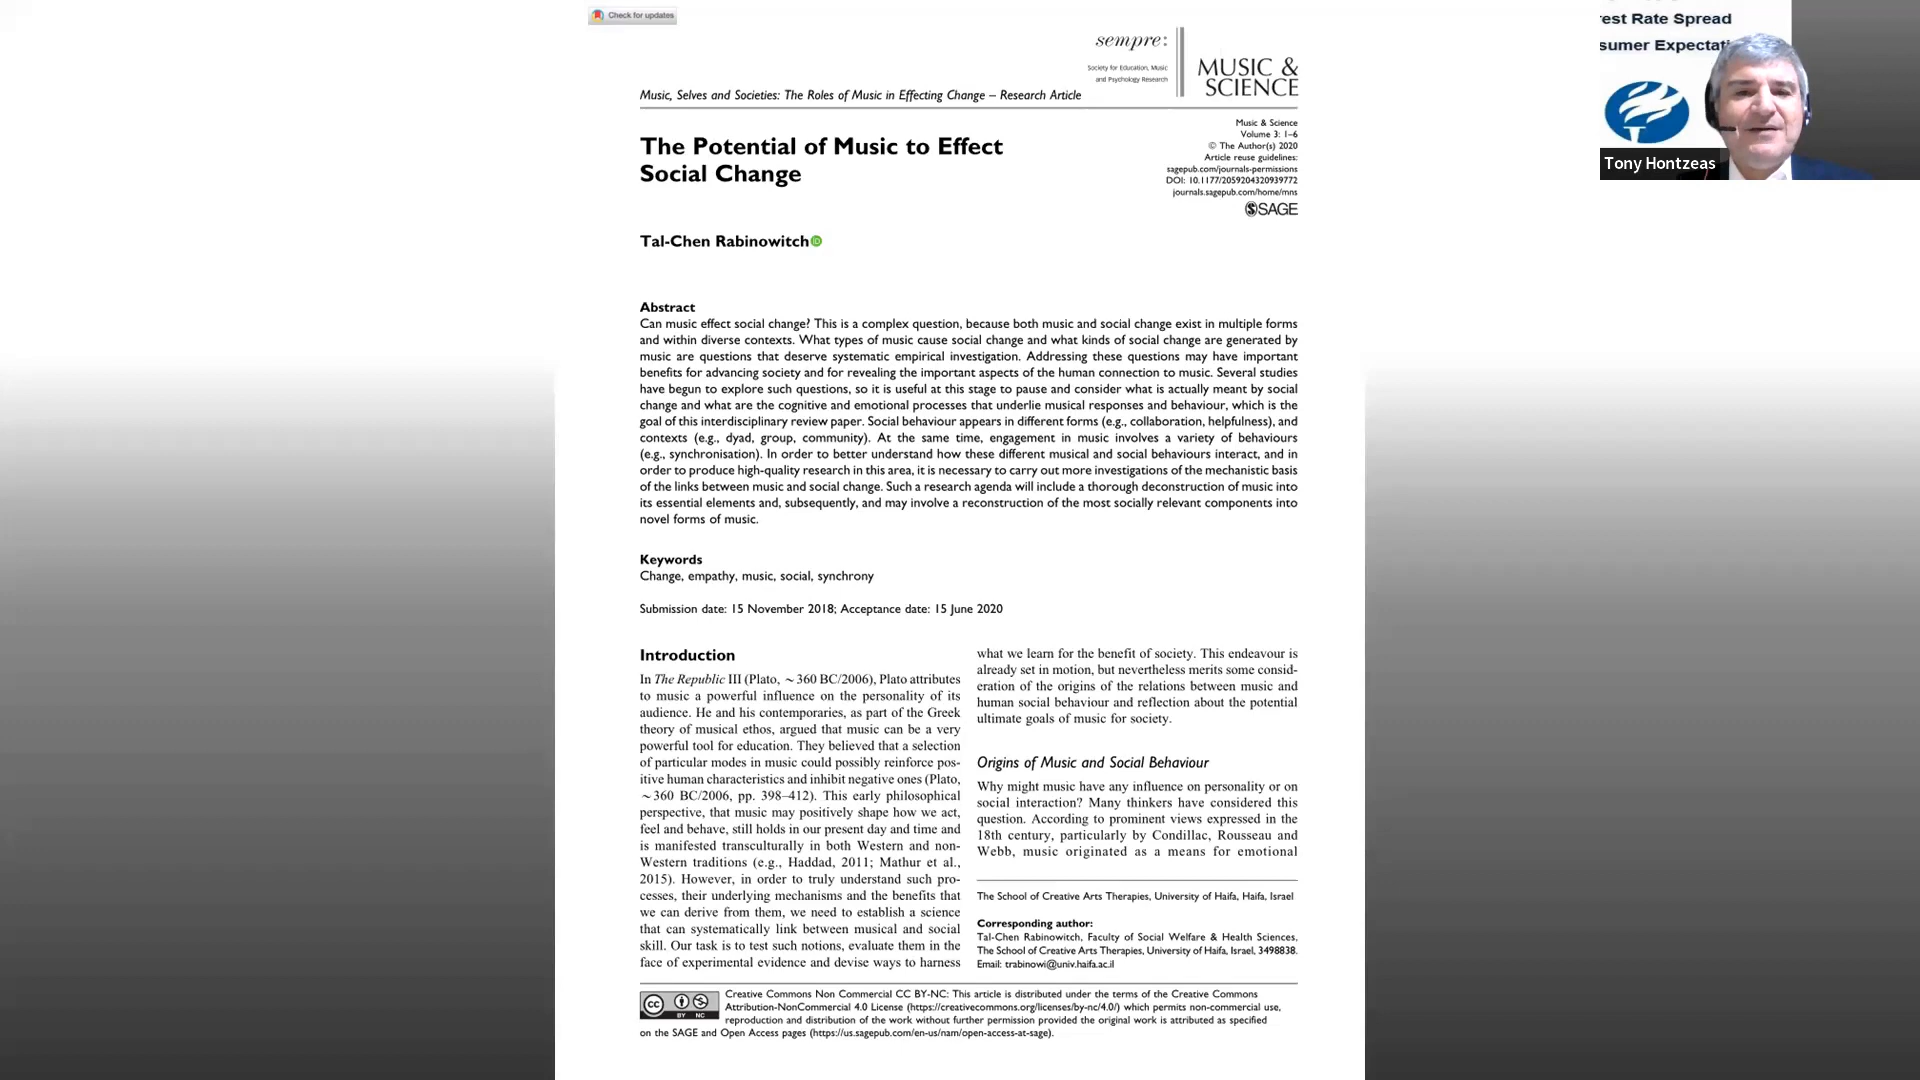 Check for updates
sempre:
Society for Education, Music
and Psychology Research
MUSIC &
SCIENCE
Music, Selves and Societies: The Roles of Music in Effecting Change – Research Article
The Potential of Music to Effect
Social Change
Music & Science
Volume 3: 1–6
© The Author(s) 2020
Article reuse guidelines:
sagepub.com/journals-permissions
DOI: 10.1177/2059204320939772
journals.sagepub.com/home/mns
SAGE
Tal-Chen Rabinowitch
iD
Abstract
Can music effect social change? This is a complex question, because both music and social change exist in multiple forms
and within diverse contexts. What types of music cause social change and what kinds of social change are generated by
music are questions that deserve systematic empirical investigation. Addressing these questions may have important
benefits for advancing society and for revealing the important aspects of the human connection to music. Several studies
have begun to explore such questions, so it is useful at this stage to pause and consider what is actually meant by social
change and what are the cognitive and emotional processes that underlie musical responses and behaviour, which is the
goal of this interdisciplinary review paper. Social behaviour appears in different forms (e.g., collaboration, helpfulness), and
contexts (e.g., dyad, group, community). At the same time, engagement in music involves a variety of behaviours
(e.g., synchronisation). In order to better understand how these different musical and social behaviours interact, and in
order to produce high-quality research in this area, it is necessary to carry out more investigations of the mechanistic basis
of the links between music and social change. Such a research agenda will include a thorough deconstruction of music into
its essential elements and, subsequently, and may involve a reconstruction of the most socially relevant components into
novel forms of music.
Keywords
Change, empathy, music, social, synchrony
Submission date: 15 November 2018; Acceptance date: 15 June 2020
Introduction
In The Republic III (Plato, ~360 BC/2006), Plato attributes
to music a powerful influence on the personality of its
audience. He and his contemporaries, as part of the Greek
theory of musical ethos, argued that music can be a very
powerful tool for education. They believed that a selection
of particular modes in music could possibly reinforce pos-
itive human characteristics and inhibit negative ones (Plato,
~360 BC/2006, pp. 398–412). This early philosophical
perspective, that music may positively shape how we act,
feel and behave, still holds in our present day and time and
is manifested transculturally in both Western and non-
Western traditions (e.g., Haddad, 2011; Mathur et al.,
2015). However, in order to truly understand such pro-
cesses, their underlying mechanisms and the benefits that
we can derive from them, we need to establish a science
that can systematically link between musical and social
skill. Our task is to test such notions, evaluate them in the
face of experimental evidence and devise ways to harness
what we learn for the benefit of society. This endeavour is
already set in motion, but nevertheless merits some consid-
eration of the origins of the relations between music and
human social behaviour and reflection about the potential
ultimate goals of music for society.
Origins of Music and Social Behaviour
Why might music have any influence on personality or on
social interaction? Many thinkers have considered this
question. According to prominent views expressed in the
18th century, particularly by Condillac, Rousseau and
Webb, music originated as a means for emotional
The School of Creative Arts Therapies, University of Haifa, Haifa, Israel
Corresponding author:
Tal-Chen Rabinowitch, Faculty of Social Welfare & Health Sciences,
The School of Creative Arts Therapies, University of Haifa, Israel, 3498838.
Email: trabinowi@univ.haifa.ac.il
cc BY NC
Creative Commons Non Commercial CC BY-NC: This article is distributed under the terms of the Creative Commons
Attribution-NonCommercial 4.0 License (https://creativecommons.org/licenses/by-nc/4.0/) which permits non-commercial use,
reproduction and distribution of the work without further permission provided the original work is attributed as specified
on the SAGE and Open Access pages (https://us.sagepub.com/en-us/nam/open-access-at-sage).
rest Rate Spread
sumer Expectati
Tony Hontzeas